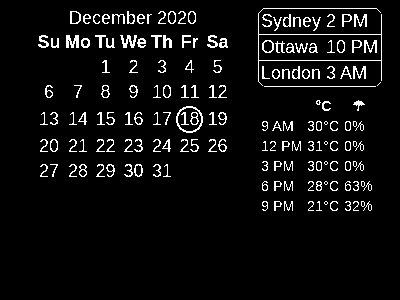 December 2020
Su Mo Tu We Th Fr Sa
1 2 3 4 5
6 7 8 9 10 11 12
13 14 15 16 17 18 19
20 21 22 23 24 25 26
27 28 29 30 31
Sydney 2 PM
Ottawa 10 PM
London 3 AM
°C ☂
9 AM 30°C 0%
12 PM 31°C 0%
3 PM 30°C 0%
6 PM 28°C 63%
9 PM 21°C 32%